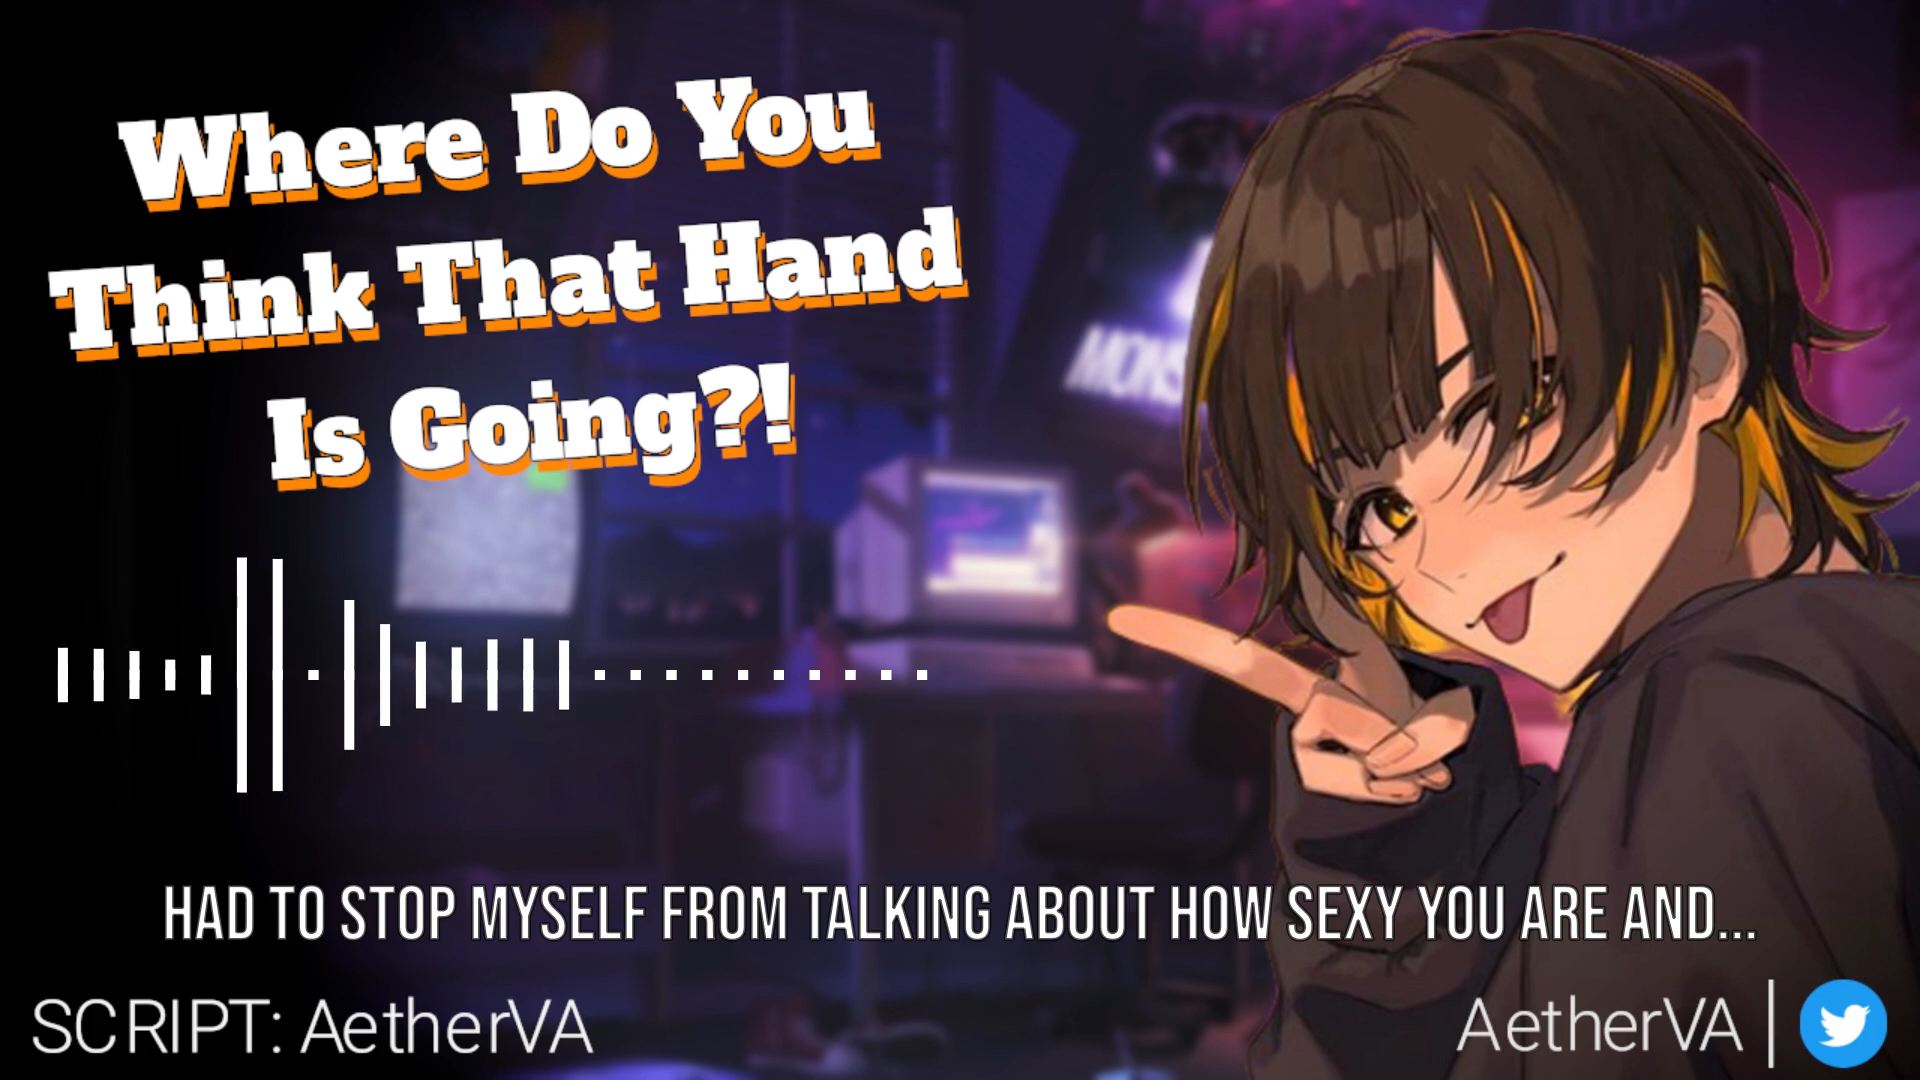 Where Do You
Think That Hand
Is Going?!
MONS
HAD TO STOP MYSELF FROM TALKING ABOUT HOW SEXY YOU ARE AND...
SCRIPT: AetherVA
AetherVA